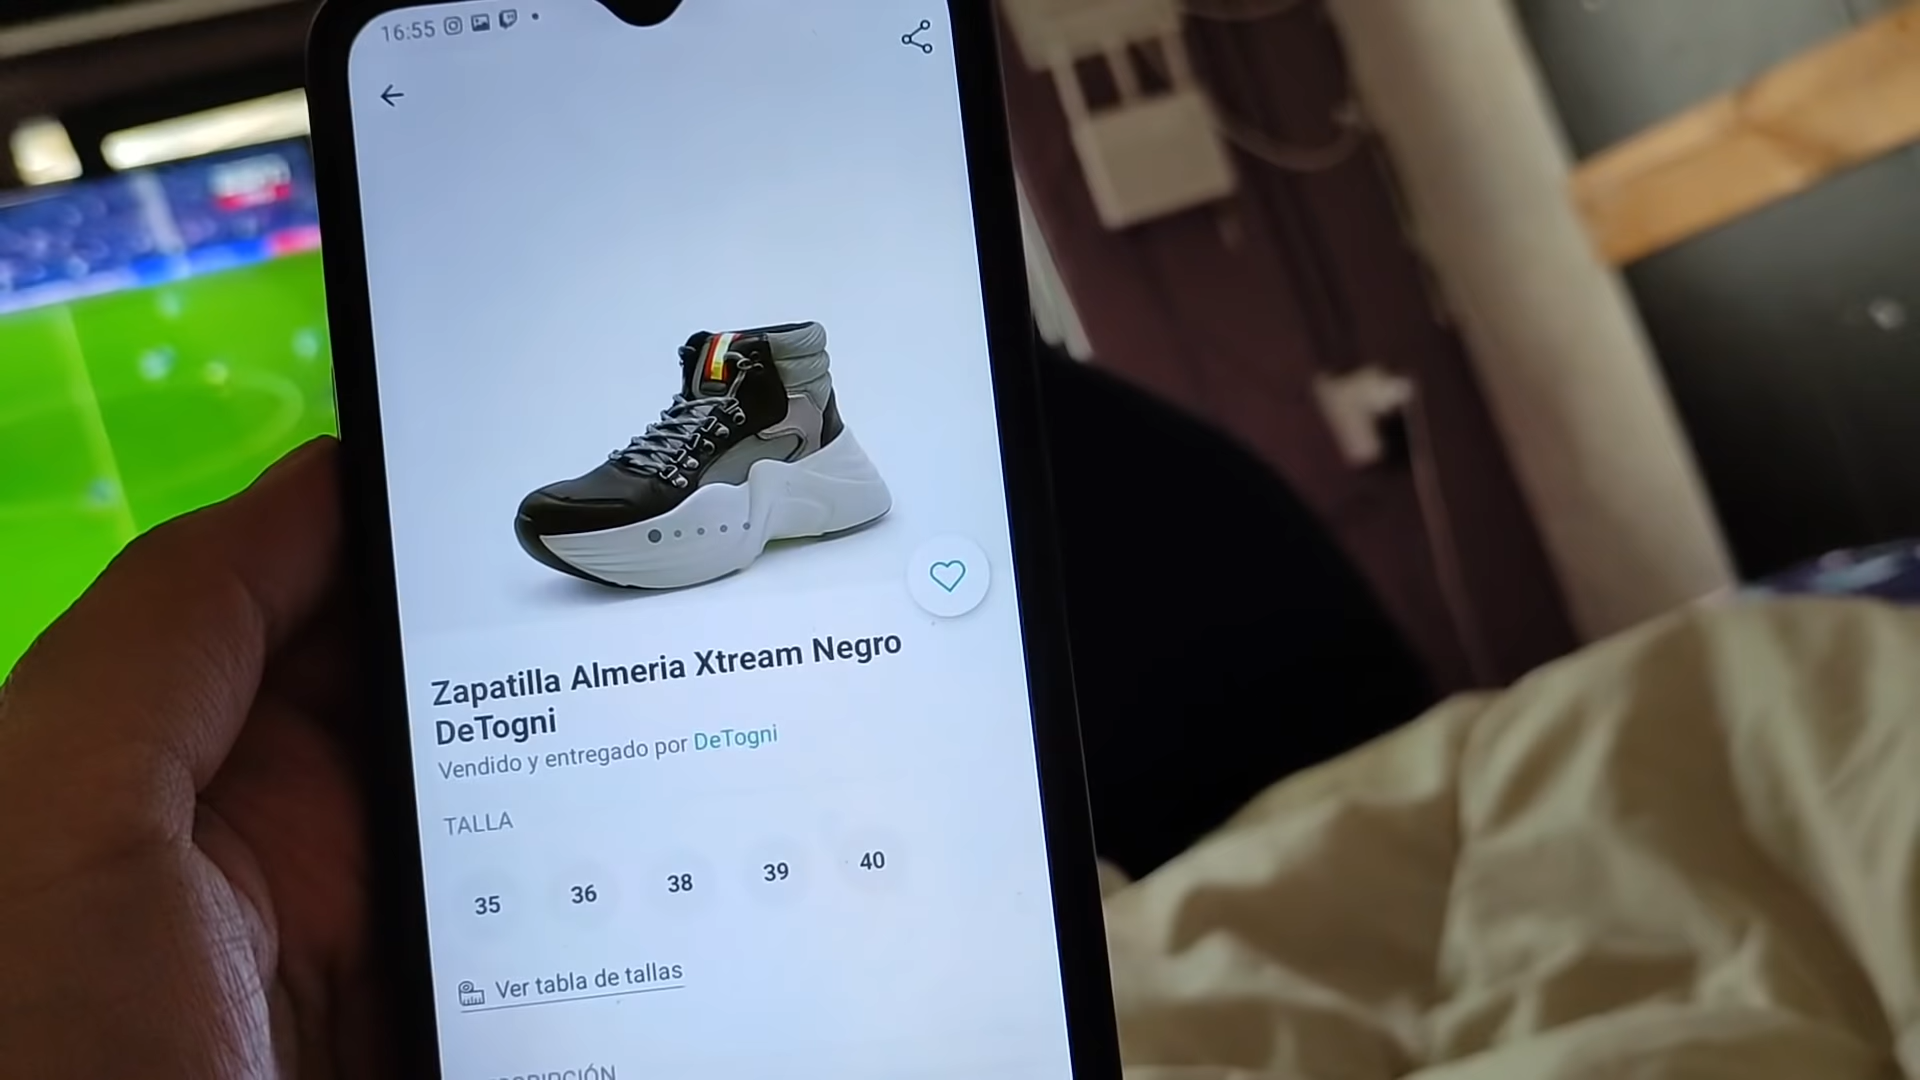 16:55
Zapatilla Almeria Xtream Negro
DeTogni
Vendido y entregado por DeTogni
TALLA
35 36 38 39 40
Ver tabla de tallas